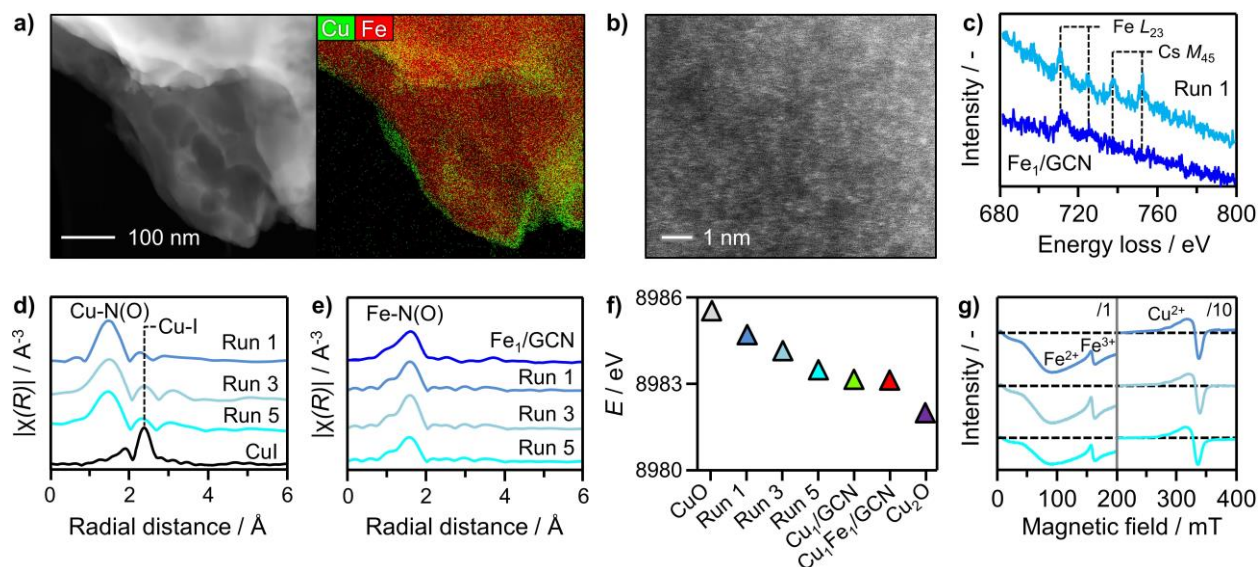 a)
Cu Fe
100 nm
b)
1 nm
c)
Intensity / -
Fe L₂₃
Cs M₄₅
Run 1
Fe₁/GCN
680 720 760 800
Energy loss / eV
d)
|χ(R)| / A⁻³
Cu-N(O)
Cu-I
Run 1
Run 3
Run 5
CuI
0 2 4 6
Radial distance / Å
e)
|χ(R)| / A⁻³
Fe-N(O)
Fe₁/GCN
Run 1
Run 3
Run 5
0 2 4 6
Radial distance / Å
f)
E / eV
8986
8983
8980
CuO
Run 1
Run 3
Run 5
Cu₁/GCN
Cu₁Fe₁/GCN
Cu₂O
g)
Intensity / -
/1
/10
Cu²⁺
Fe²⁺
Fe³⁺
0 100 200 300 400
Magnetic field / mT